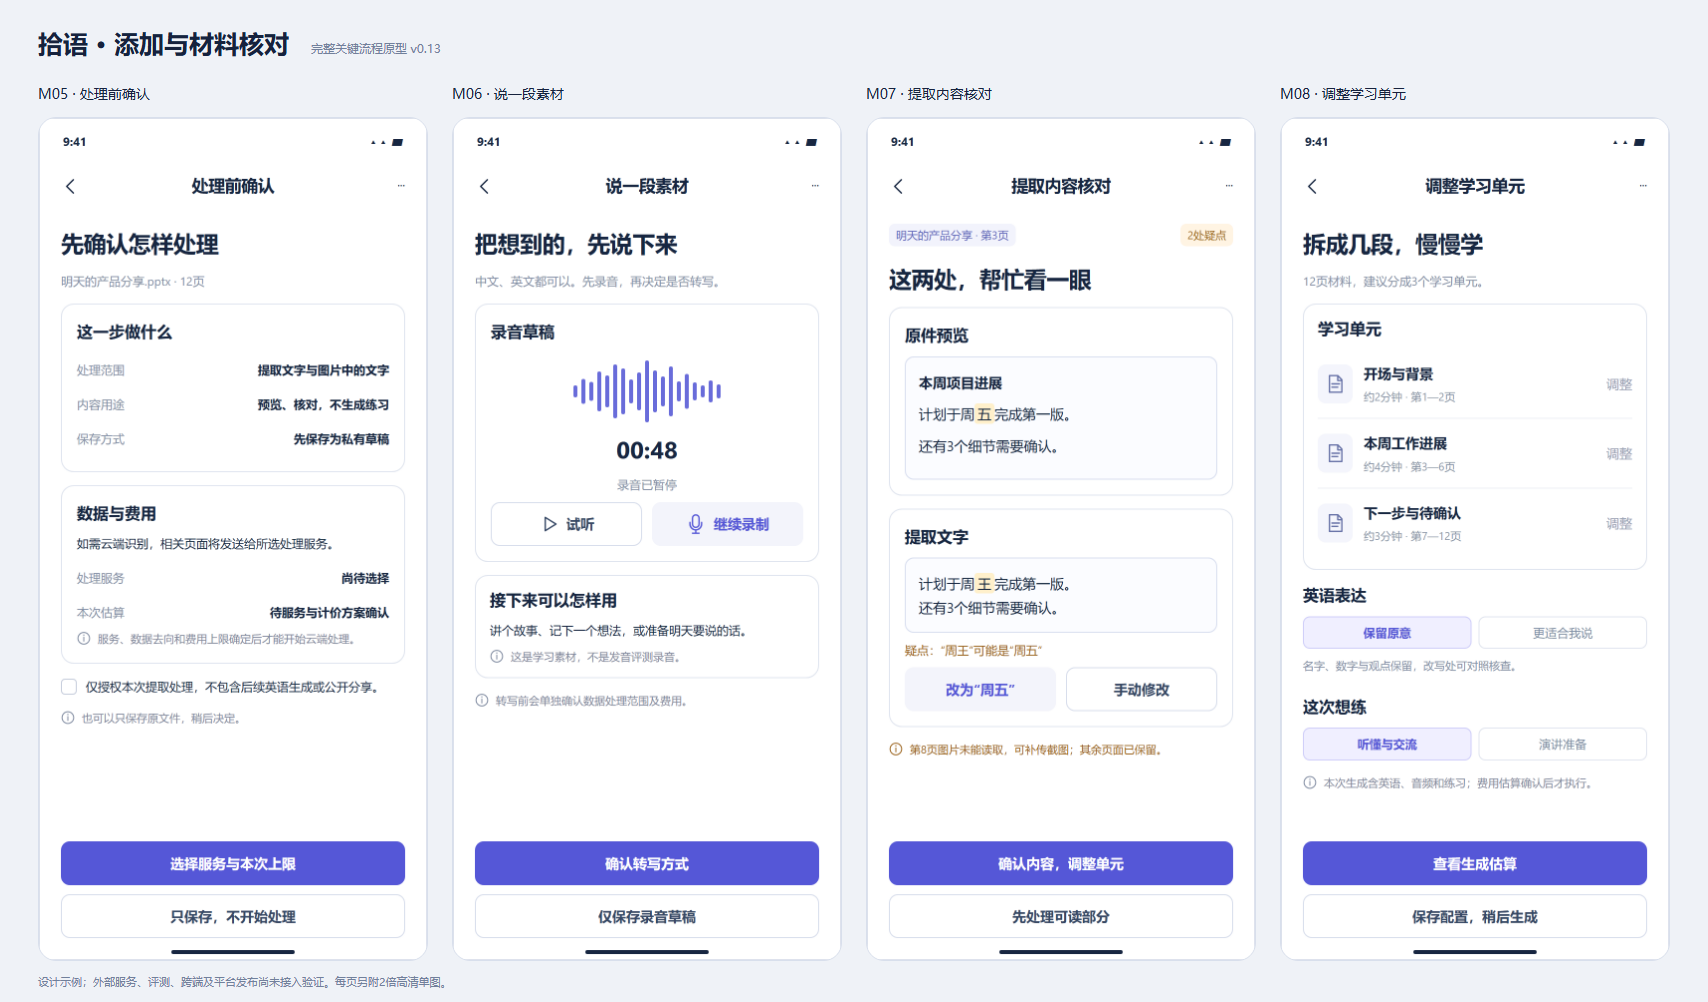 拾语 · 添加与材料核对 完整关键流程原型 v0.13
M05 · 处理前确认
9:41
处理前确认
先确认怎样处理
明天的产品分享.pptx · 12页
这一步做什么
处理范围 提取文字与图片中的文字
内容用途 预览、核对，不生成练习
保存方式 先保存为私有草稿
数据与费用
如需云端识别，相关页面将发送给所选处理服务。
处理服务 尚待选择
本次估算 待服务与计价方案确认
服务、数据去向和费用上限确定后才能开始云端处理。
仅授权本次提取处理，不包含后续英语生成或公开分享。
也可以只保存原文件，稍后决定。
选择服务与本次上限
只保存，不开始处理
M06 · 说一段素材
9:41
说一段素材
把想到的，先说下来
中文、英文都可以。先录音，再决定是否转写。
录音草稿
00:48
录音已暂停
试听 继续录制
接下来可以怎样用
讲个故事、记下一个想法，或准备明天要说的话。
这是学习素材，不是发音评测录音。
转写前会单独确认数据处理范围及费用。
确认转写方式
仅保存录音草稿
M07 · 提取内容核对
9:41
提取内容核对
明天的产品分享 · 第3页 2处疑点
这两处，帮忙看一眼
原件预览
本周项目进展
计划于周五完成第一版。
还有3个细节需要确认。
提取文字
计划于周王完成第一版。
还有3个细节需要确认。
疑点：“周王”可能是“周五”
改为“周五” 手动修改
第8页图片未能读取，可补传截图；其余页面已保留。
确认内容，调整单元
先处理可读部分
M08 · 调整学习单元
9:41
调整学习单元
拆成几段，慢慢学
12页材料，建议分成3个学习单元。
学习单元
开场与背景
约2分钟 · 第1—2页
调整
本周工作进展
约4分钟 · 第3—6页
调整
下一步与待确认
约3分钟 · 第7—12页
调整
英语表达
保留原意 更适合我说
名字、数字与观点保留，改写处可对照核查。
这次想练
听懂与交流 演讲准备
本次生成含英语、音频和练习；费用估算确认后才执行。
查看生成估算
保存配置，稍后生成
设计示例；外部服务、评测、跨端及平台发布尚未接入验证。每页另附2倍高清单图。